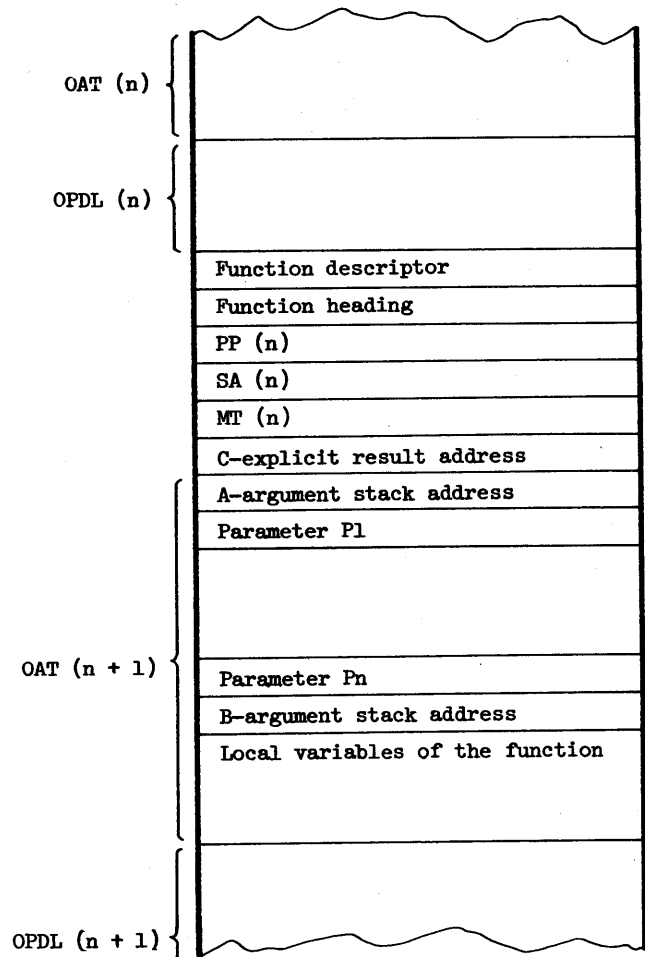 OAT (n)
OPDL (n)
Function descriptor
Function heading
PP (n)
SA (n)
MT (n)
C-explicit result address
A-argument stack address
Parameter P1
OAT (n + 1)
Parameter Pn
B-argument stack address
Local variables of the function
OPDL (n + 1)